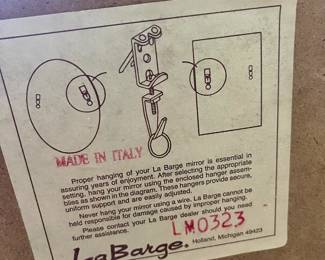 MADE IN ITALY
Proper hanging of your La Barge mirror is essential in
assuring years of enjoyment. After selecting the appropriate
setting, hang your mirror using the enclosed hanger assem-
blies as shown in the diagram. These hangers provide secure,
uniform support and are easily adjusted.
Never hang your mirror using a wire. La Barge cannot be
held responsible for damage caused by improper hanging.
Please contact your La Barge dealer should you need
further assistance.
LM0323
La Barge.
Holland, Michigan 49423